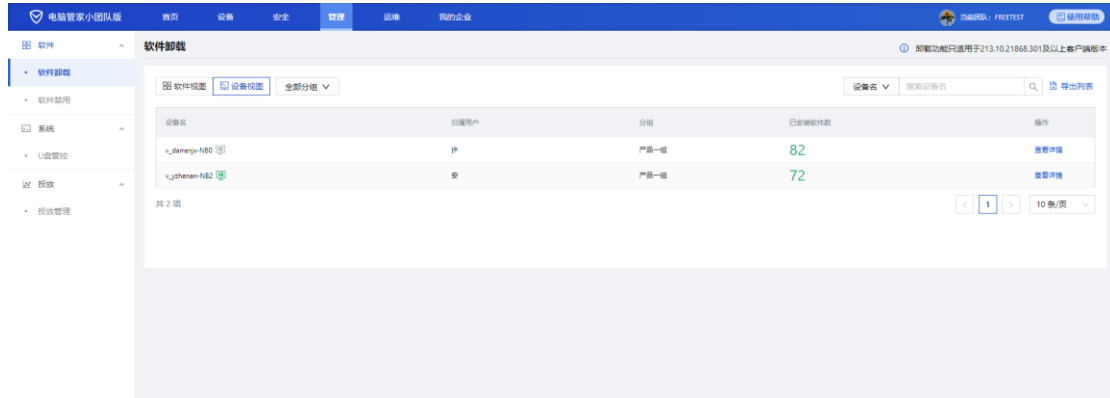 电脑管家小团队版 首页 设备 安全 管理 运维 我的企业 当前团队：FREETEST 使用帮助
软件
软件卸载
软件禁用
系统
U盘管控
投放
投放管理
软件卸载 卸载功能只适用于213.10.21868.301及以上客户端版本
软件视图 设备视图 全部分组 设备名 搜索设备名 导出列表
设备名 归属用户 分组 已安装软件数 操作
v_darrenjx-NB0 许 产品一组 82 查看详情
v_yzhenan-NB2 安 产品一组 72 查看详情
共 2 项 < 1 > 10 条/页